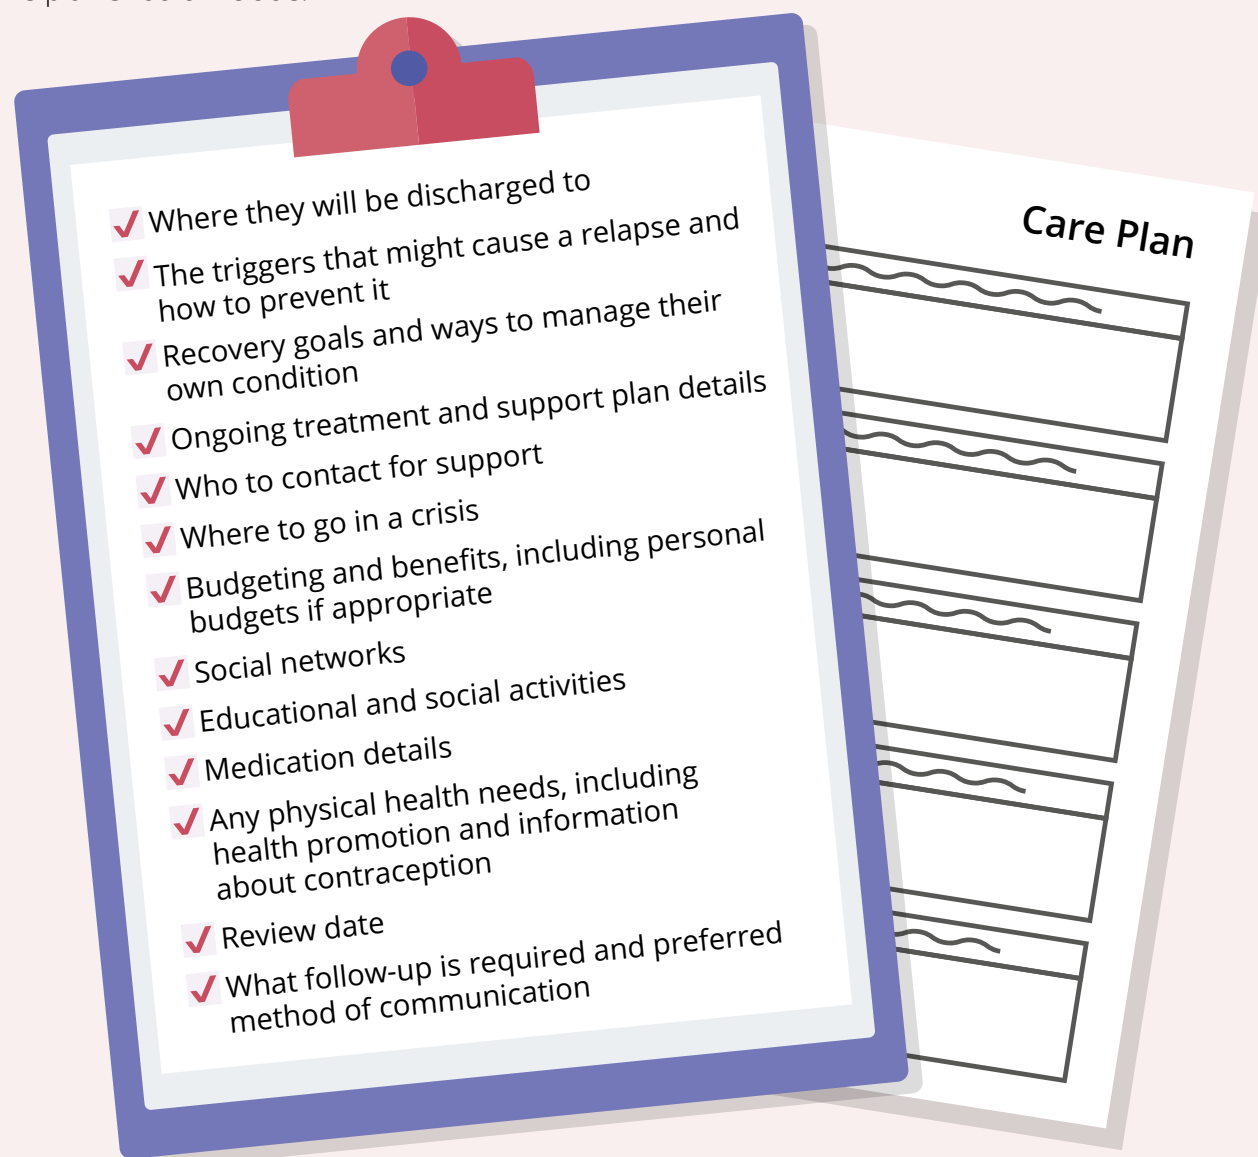 Where they will be discharged to
The triggers that might cause a relapse and
how to prevent it
Recovery goals and ways to manage their
own condition
Ongoing treatment and support plan details
Who to contact for support
Where to go in a crisis
Budgeting and benefits, including personal
budgets if appropriate
Social networks
Educational and social activities
Medication details
Any physical health needs, including
health promotion and information
about contraception
Review date
What follow-up is required and preferred
method of communication
Care Plan